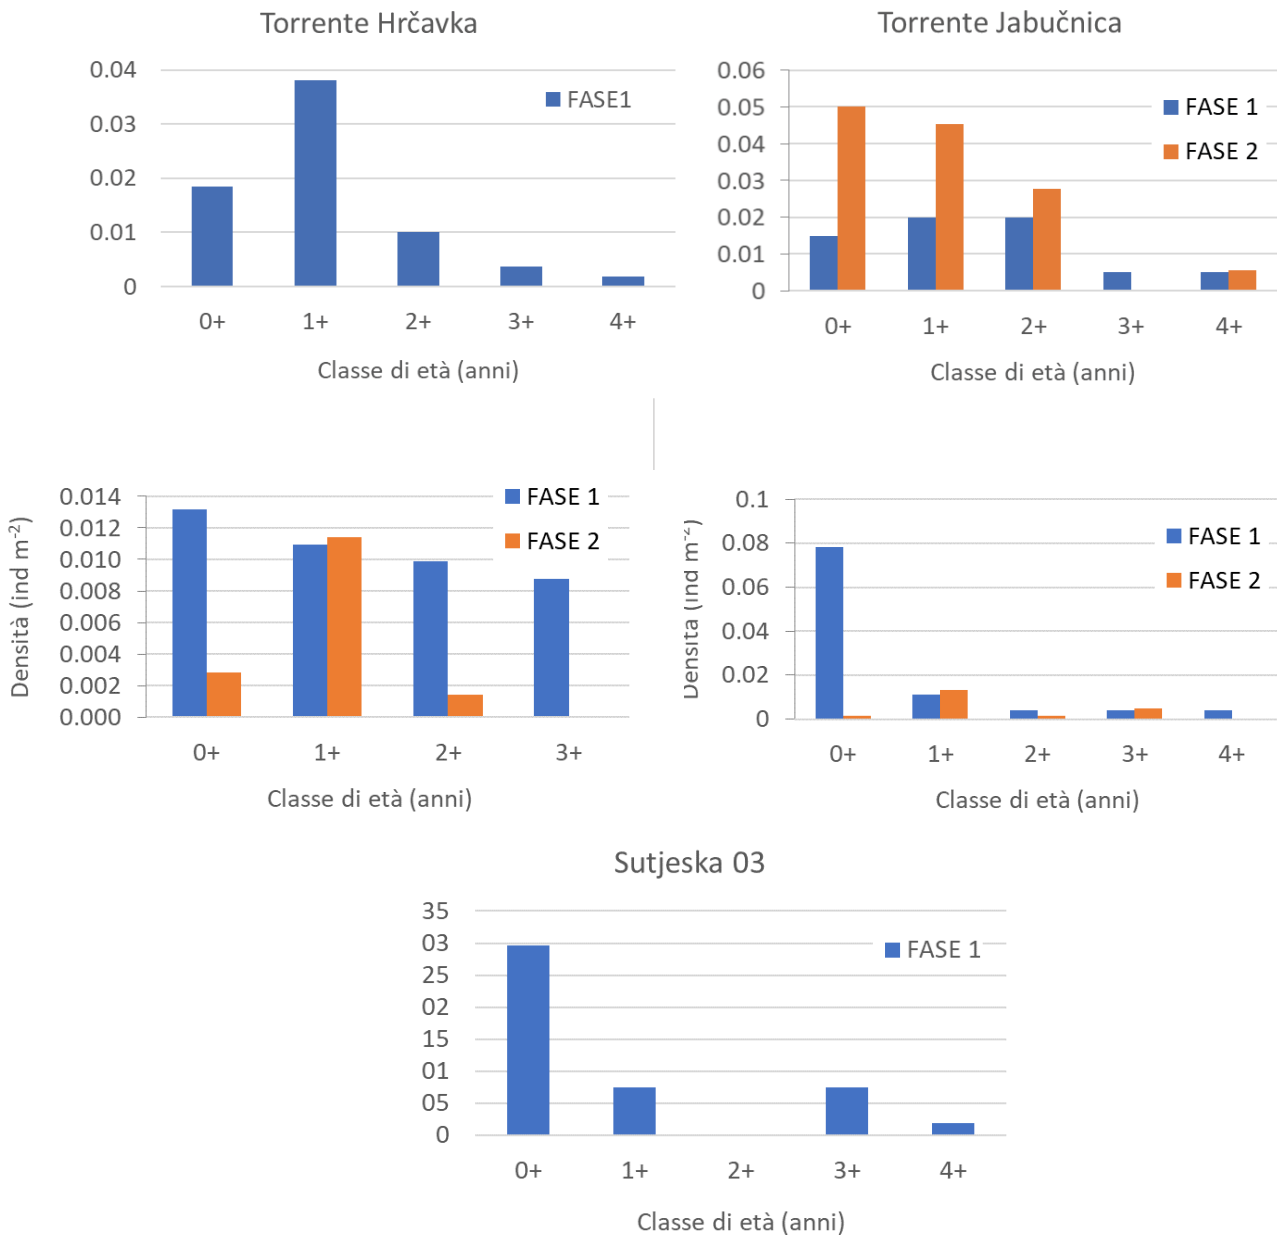 Torrente Hrčavka
0.04
0.03
0.02
0.01
0
FASE1
0+ 1+ 2+ 3+ 4+
Classe di età (anni)
Torrente Jabučnica
0.06
0.05
0.04
0.03
0.02
0.01
0
FASE 1
FASE 2
0+ 1+ 2+ 3+ 4+
Classe di età (anni)
Densità (ind m-2)
0.014
0.012
0.010
0.008
0.006
0.004
0.002
0.000
FASE 1
FASE 2
0+ 1+ 2+ 3+
Classe di età (anni)
Densità (ind m-2)
0.1
0.08
0.06
0.04
0.02
0
FASE 1
FASE 2
0+ 1+ 2+ 3+ 4+
Classe di età (anni)
Sutjeska 03
35
03
25
02
15
01
05
0
FASE 1
0+ 1+ 2+ 3+ 4+
Classe di età (anni)